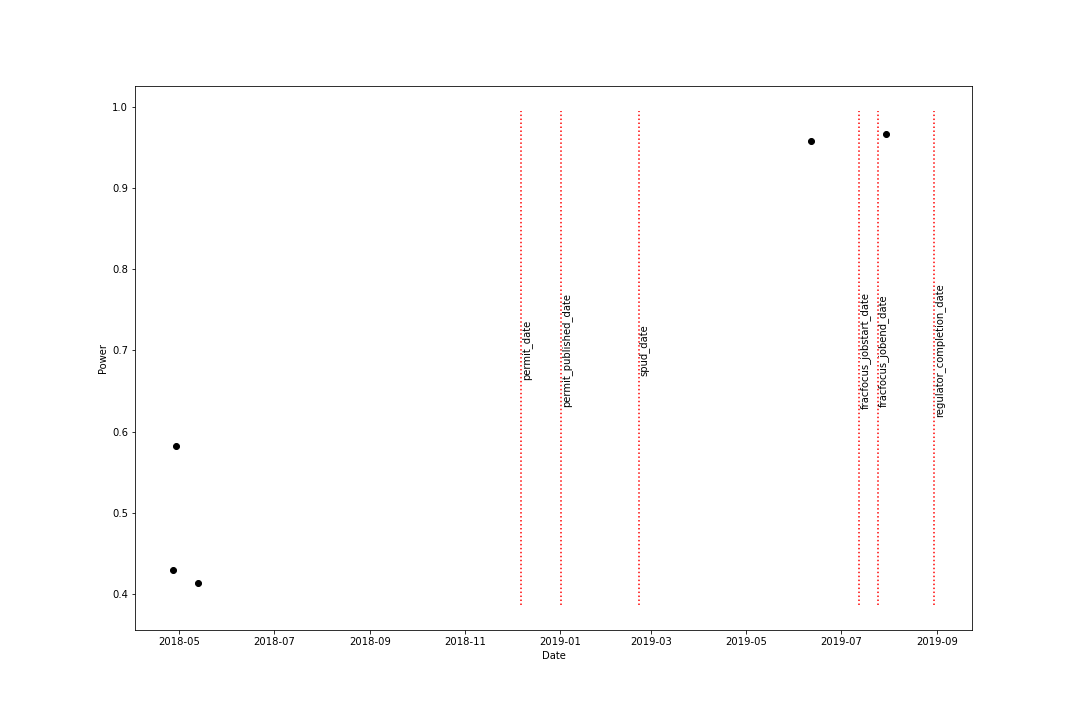 1.0
0.9
0.8
0.7
0.6
0.5
0.4
Power
permit_date
permit_published_date
spud_date
fracfocus_jobstart_date
fracfocus_jobend_date
regulator_completion_date
2018-05
2018-07
2018-09
2018-11
2019-01
2019-03
2019-05
2019-07
2019-09
Date